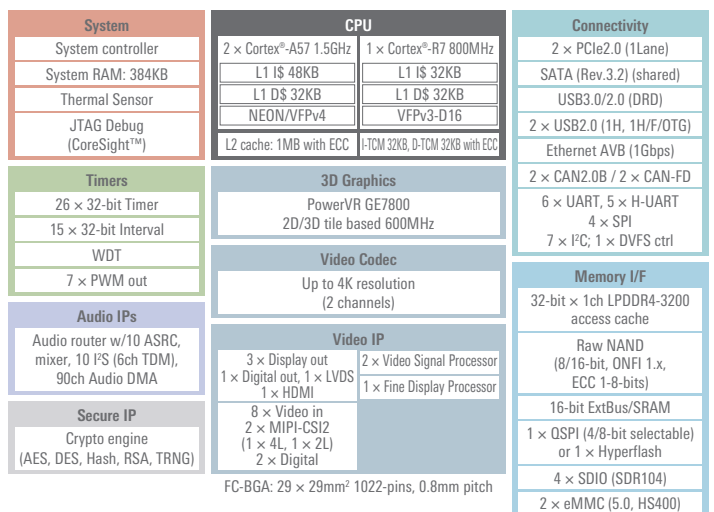 System
System controller
System RAM: 384KB
Thermal Sensor
JTAG Debug
(CoreSight™)
Timers
26 × 32-bit Timer
15 × 32-bit Interval
WDT
7 × PWM out
Audio IPs
Audio router w/10 ASRC,
mixer, 10 I²S (6ch TDM),
90ch Audio DMA
Secure IP
Crypto engine
(AES, DES, Hash, RSA, TRNG)
CPU
2 × Cortex®-A57 1.5GHz
L1 I$ 48KB
L1 D$ 32KB
NEON/VFPv4
L2 cache: 1MB with ECC
1 × Cortex®-R7 800MHz
L1 I$ 32KB
L1 D$ 32KB
VFPv3-D16
I-TCM 32KB, D-TCM 32KB with ECC
3D Graphics
PowerVR GE7800
2D/3D tile based 600MHz
Video Codec
Up to 4K resolution
(2 channels)
Video IP
3 × Display out
1 × Digital out, 1 × LVDS
1 × HDMI
8 × Video in
2 × MIPI-CSI2
(1 × 4L, 1 × 2L)
2 × Digital
2 × Video Signal Processor
1 × Fine Display Processor
FC-BGA: 29 × 29mm² 1022-pins, 0.8mm pitch
Connectivity
2 × PCIe2.0 (1Lane)
SATA (Rev.3.2) (shared)
USB3.0/2.0 (DRD)
2 × USB2.0 (1H, 1H/F/OTG)
Ethernet AVB (1Gbps)
2 × CAN2.0B / 2 × CAN-FD
6 × UART, 5 × H-UART
4 × SPI
7 × I²C; 1 × DVFS ctrl
Memory I/F
32-bit × 1ch LPDDR4-3200
access cache
Raw NAND
(8/16-bit, ONFI 1.x,
ECC 1-8-bits)
16-bit ExtBus/SRAM
1 × QSPI (4/8-bit selectable)
or 1 × Hyperflash
4 × SDIO (SDR104)
2 × eMMC (5.0, HS400)